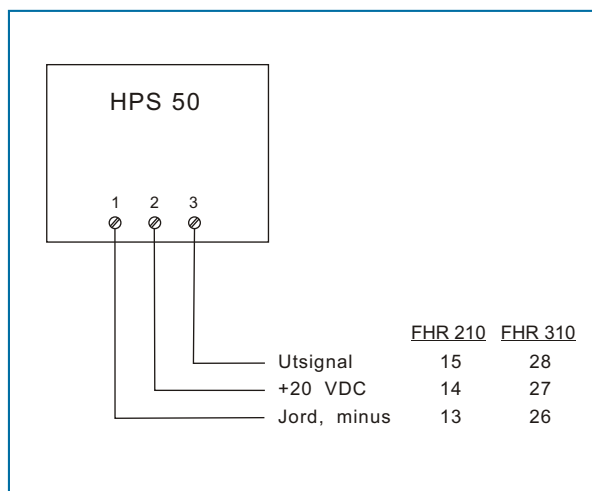 HPS 50
1 2 3
FHR 210 FHR 310
Utsignal 15 28
+20 VDC 14 27
Jord, minus 13 26